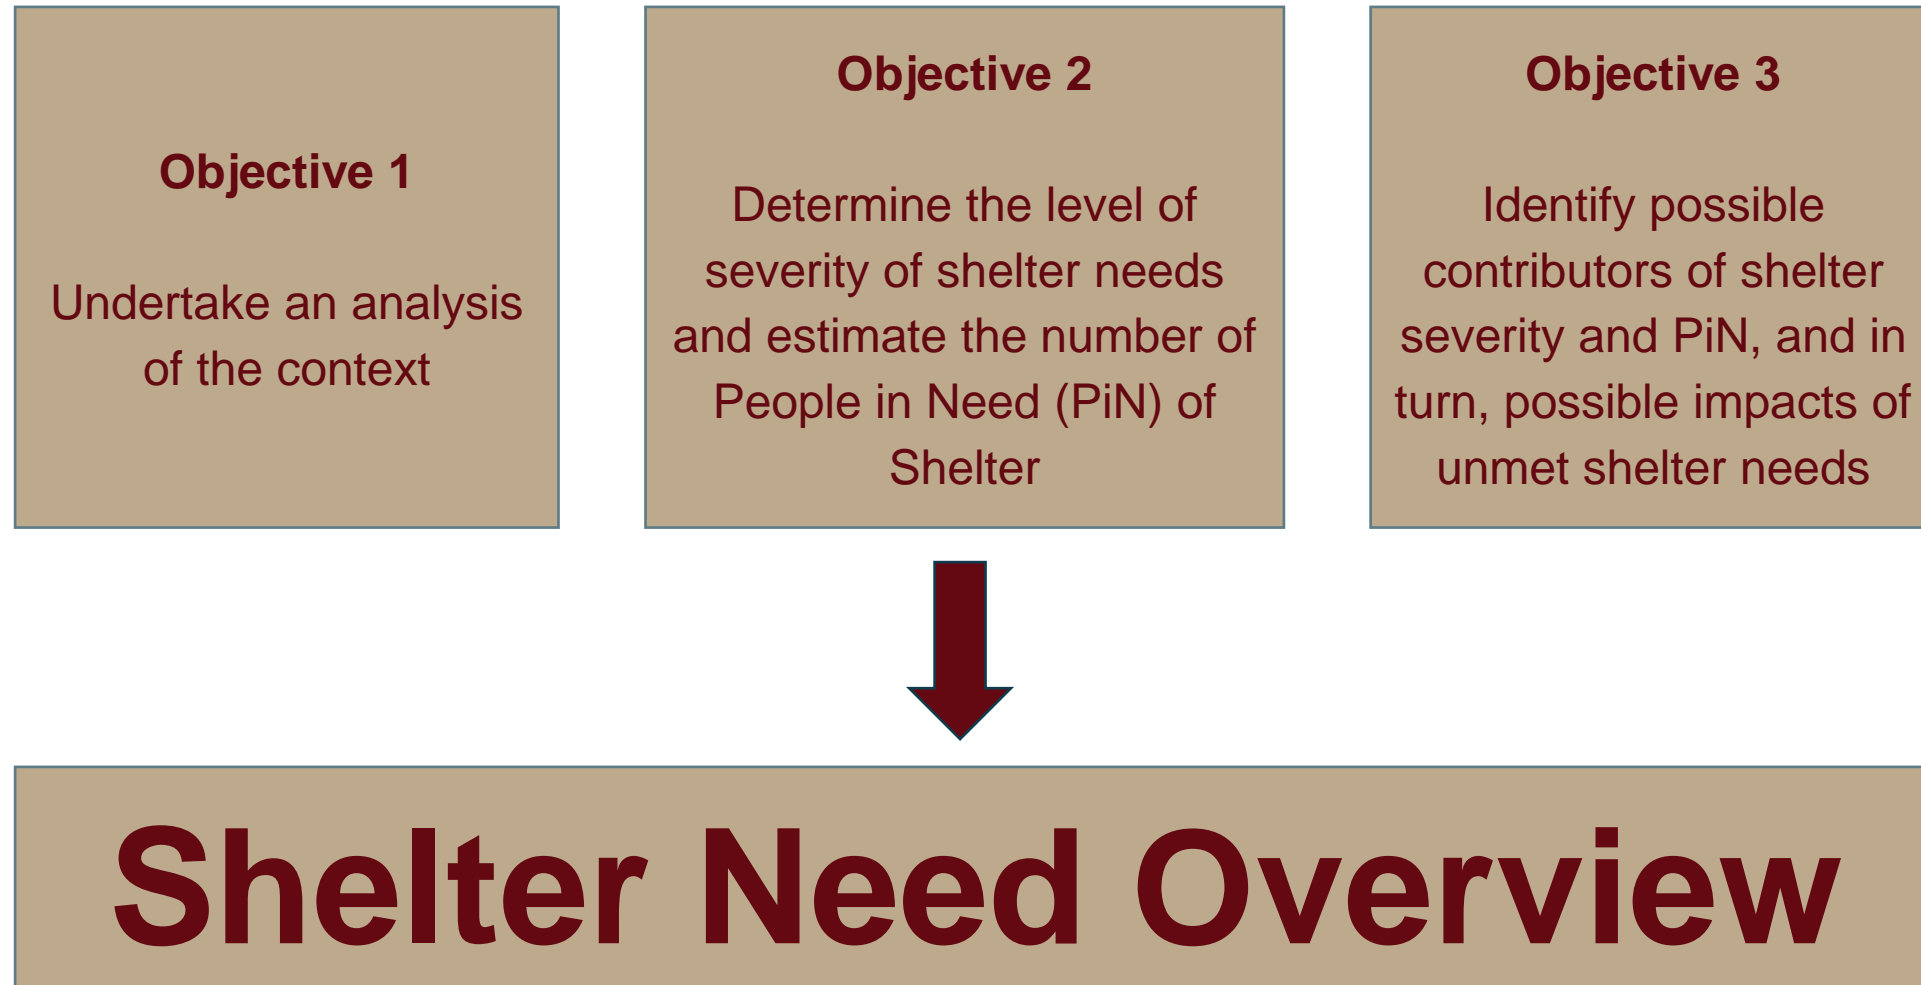 Objective 1
Undertake an analysis
of the context
Objective 2
Determine the level of
severity of shelter needs
and estimate the number of
People in Need (PiN) of
Shelter
Objective 3
Identify possible
contributors of shelter
severity and PiN, and in
turn, possible impacts of
unmet shelter needs
Shelter Need Overview